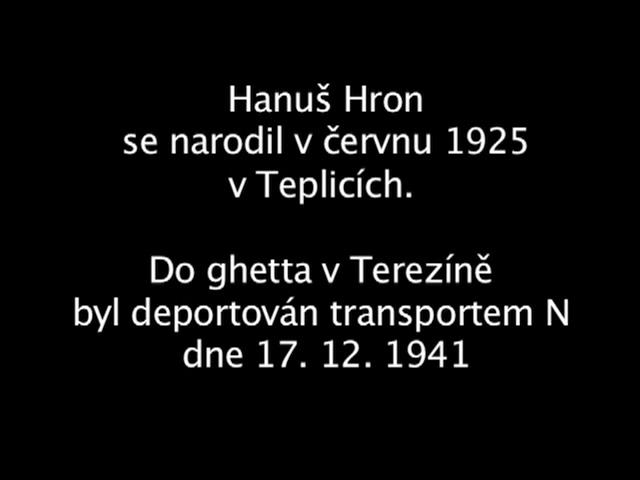 Hanuš Hron
se narodil v červnu 1925
v Teplicích.
Do ghetta v Terezíně
byl deportován transportem N
dne 17. 12. 1941